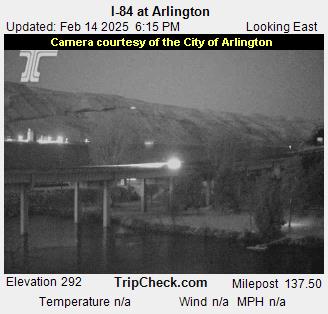 I-84 at Arlington
Updated: Feb 14 2025 6:15 PM Looking East
Camera courtesy of the City of Arlington
Elevation 292 TripCheck.com Milepost 137.50
Temperature n/a Wind n/a MPH n/a